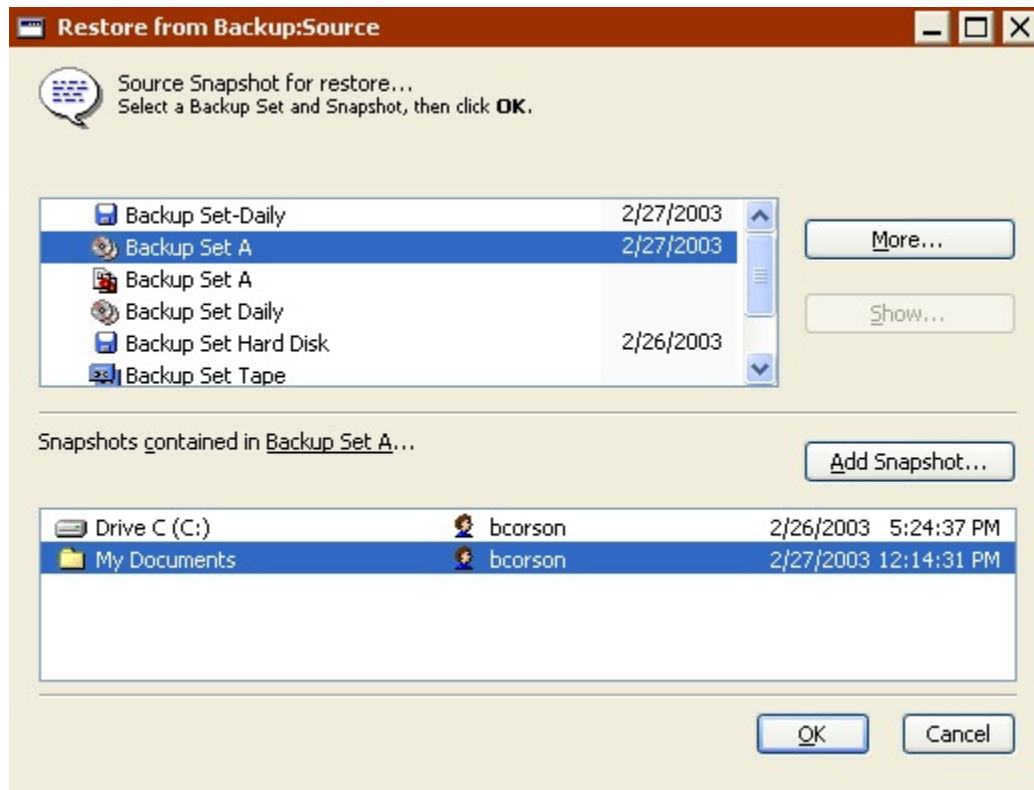 Restore from Backup:Source
Source Snapshot for restore...
Select a Backup Set and Snapshot, then click OK.
Backup Set-Daily 2/27/2003
Backup Set A 2/27/2003
More...
Backup Set A
Backup Set Daily
Show...
Backup Set Hard Disk 2/26/2003
Backup Set Tape
Snapshots contained in Backup Set A...
Add Snapshot...
Drive C (C:) bcorson 2/26/2003 5:24:37 PM
My Documents bcorson 2/27/2003 12:14:31 PM
OK Cancel